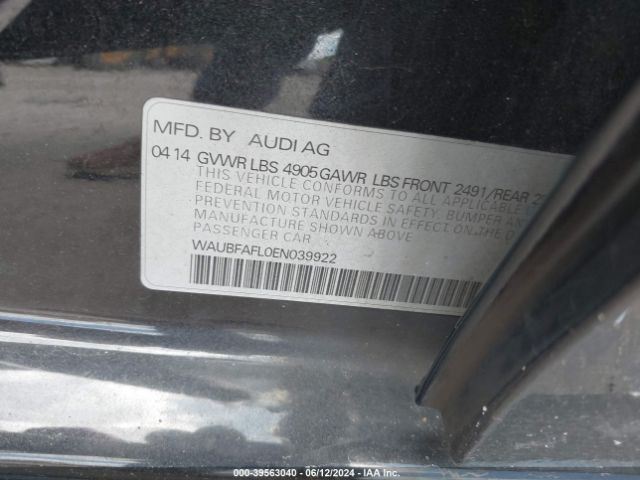 MFD. BY AUDI AG
04 14 GVWR LBS 4905 GAWR LBS FRONT 2491/REAR
THIS VEHICLE CONFORMS TO ALL APPLICABLE
FEDERAL MOTOR VEHICLE SAFETY, BUMPER AN
PREVENTION STANDARDS IN EFFECT ON THE D
MANUFACTURE SHOWN ABOVE
PASSENGER CAR
WAUBFAFL0EN039922
000-39563040 - 06/12/2024 - IAA Inc.